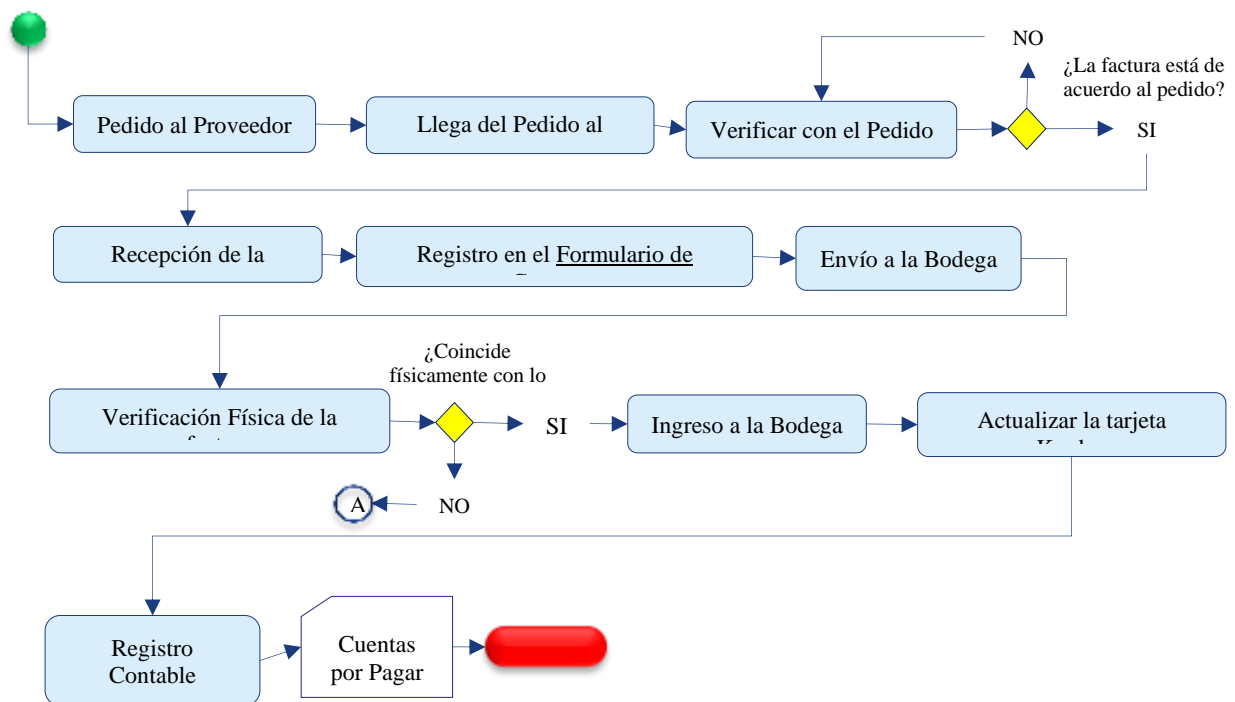 NO
¿La factura está de
acuerdo al pedido?
Pedido al Proveedor
Llega del Pedido al
Verificar con el Pedido
SI
Recepción de la
Registro en el Formulario de
Envío a la Bodega
¿Coincide
físicamente con lo
Verificación Física de la
SI
Ingreso a la Bodega
Actualizar la tarjeta
A
NO
Registro
Contable
Cuentas
por Pagar